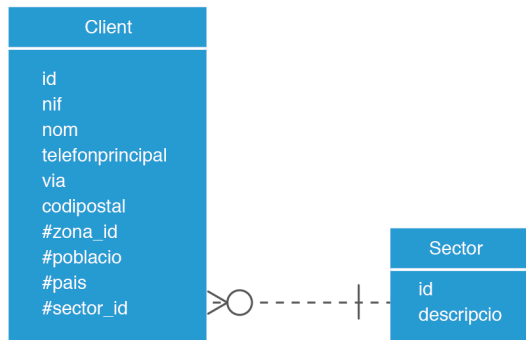 Client
id
nif
nom
telefonprincipal
via
codipostal
#zona_id
#poblacio
#pais
#sector_id
Sector
id
descripcio